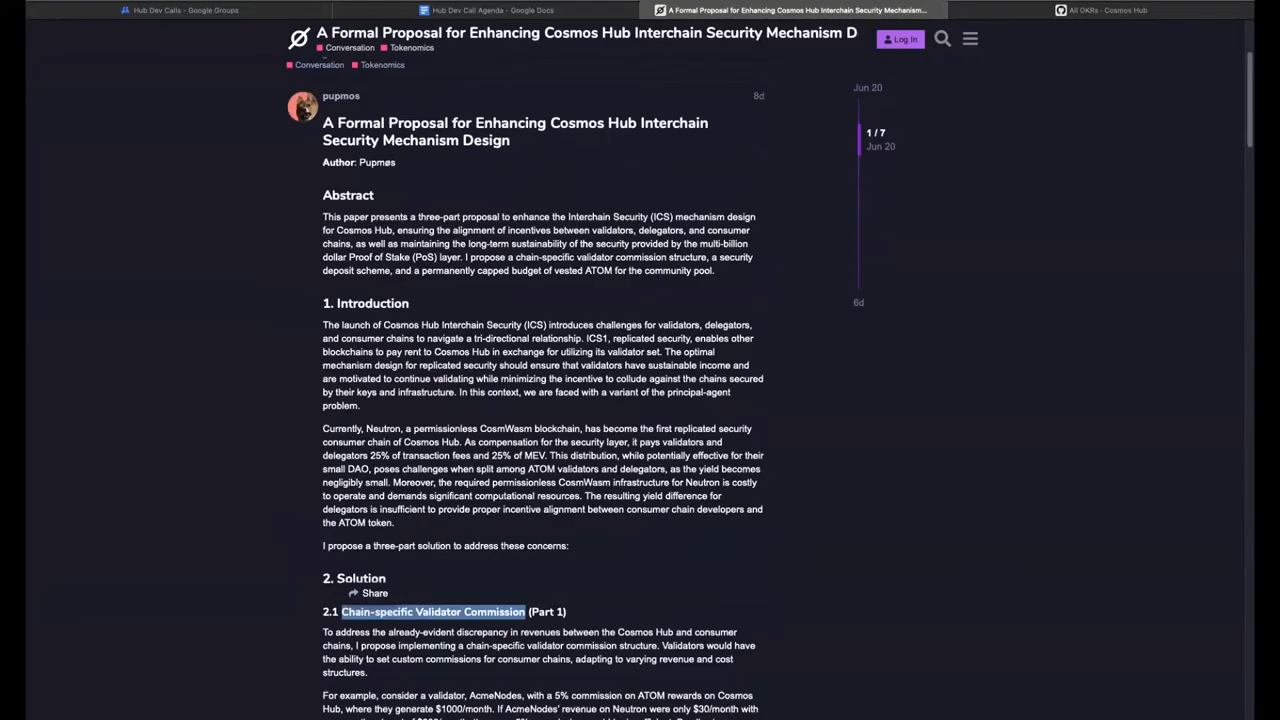 Hub Dev Calls - Google Groups
Hub Dev Call Agenda - Google Docs
A Formal Proposal for Enhancing Cosmos Hub Interchain Security Mechanism...
All OKRs - Cosmos Hub
A Formal Proposal for Enhancing Cosmos Hub Interchain Security Mechanism D
Conversation Tokenomics
Log In
Conversation Tokenomics
pupmos
8d
A Formal Proposal for Enhancing Cosmos Hub Interchain
Security Mechanism Design
Author: Pupmøs
Abstract
This paper presents a three-part proposal to enhance the Interchain Security (ICS) mechanism design
for Cosmos Hub, ensuring the alignment of incentives between validators, delegators, and consumer
chains, as well as maintaining the long-term sustainability of the security provided by the multi-billion
dollar Proof of Stake (PoS) layer. I propose a chain-specific validator commission structure, a security
deposit scheme, and a permanently capped budget of vested ATOM for the community pool.
1. Introduction
The launch of Cosmos Hub Interchain Security (ICS) introduces challenges for validators, delegators,
and consumer chains to navigate a tri-directional relationship. ICS1, replicated security, enables other
blockchains to pay rent to Cosmos Hub in exchange for utilizing its validator set. The optimal
mechanism design for replicated security should ensure that validators have sustainable income and
are motivated to continue validating while minimizing the incentive to collude against the chains secured
by their keys and infrastructure. In this context, we are faced with a variant of the principal-agent
problem.
Currently, Neutron, a permissionless CosmWasm blockchain, has become the first replicated security
consumer chain of Cosmos Hub. As compensation for the security layer, it pays validators and
delegators 25% of transaction fees and 25% of MEV. This distribution, while potentially effective for their
small DAO, poses challenges when split among ATOM validators and delegators, as the yield becomes
negligibly small. Moreover, the required permissionless CosmWasm infrastructure for Neutron is costly
to operate and demands significant computational resources. The resulting yield difference for
delegators is insufficient to provide proper incentive alignment between consumer chain developers and
the ATOM token.
I propose a three-part solution to address these concerns:
2. Solution
Share
2.1 Chain-specific Validator Commission (Part 1)
To address the already-evident discrepancy in revenues between the Cosmos Hub and consumer
chains, I propose implementing a chain-specific validator commission structure. Validators would have
the ability to set custom commissions for consumer chains, adapting to varying revenue and cost
structures.
For example, consider a validator, AcmeNodes, with a 5% commission on ATOM rewards on Cosmos
Hub, where they generate $1000/month. If AcmeNodes' revenue on Neutron were only $30/month with
Jun 20
1 / 7
Jun 20
6d